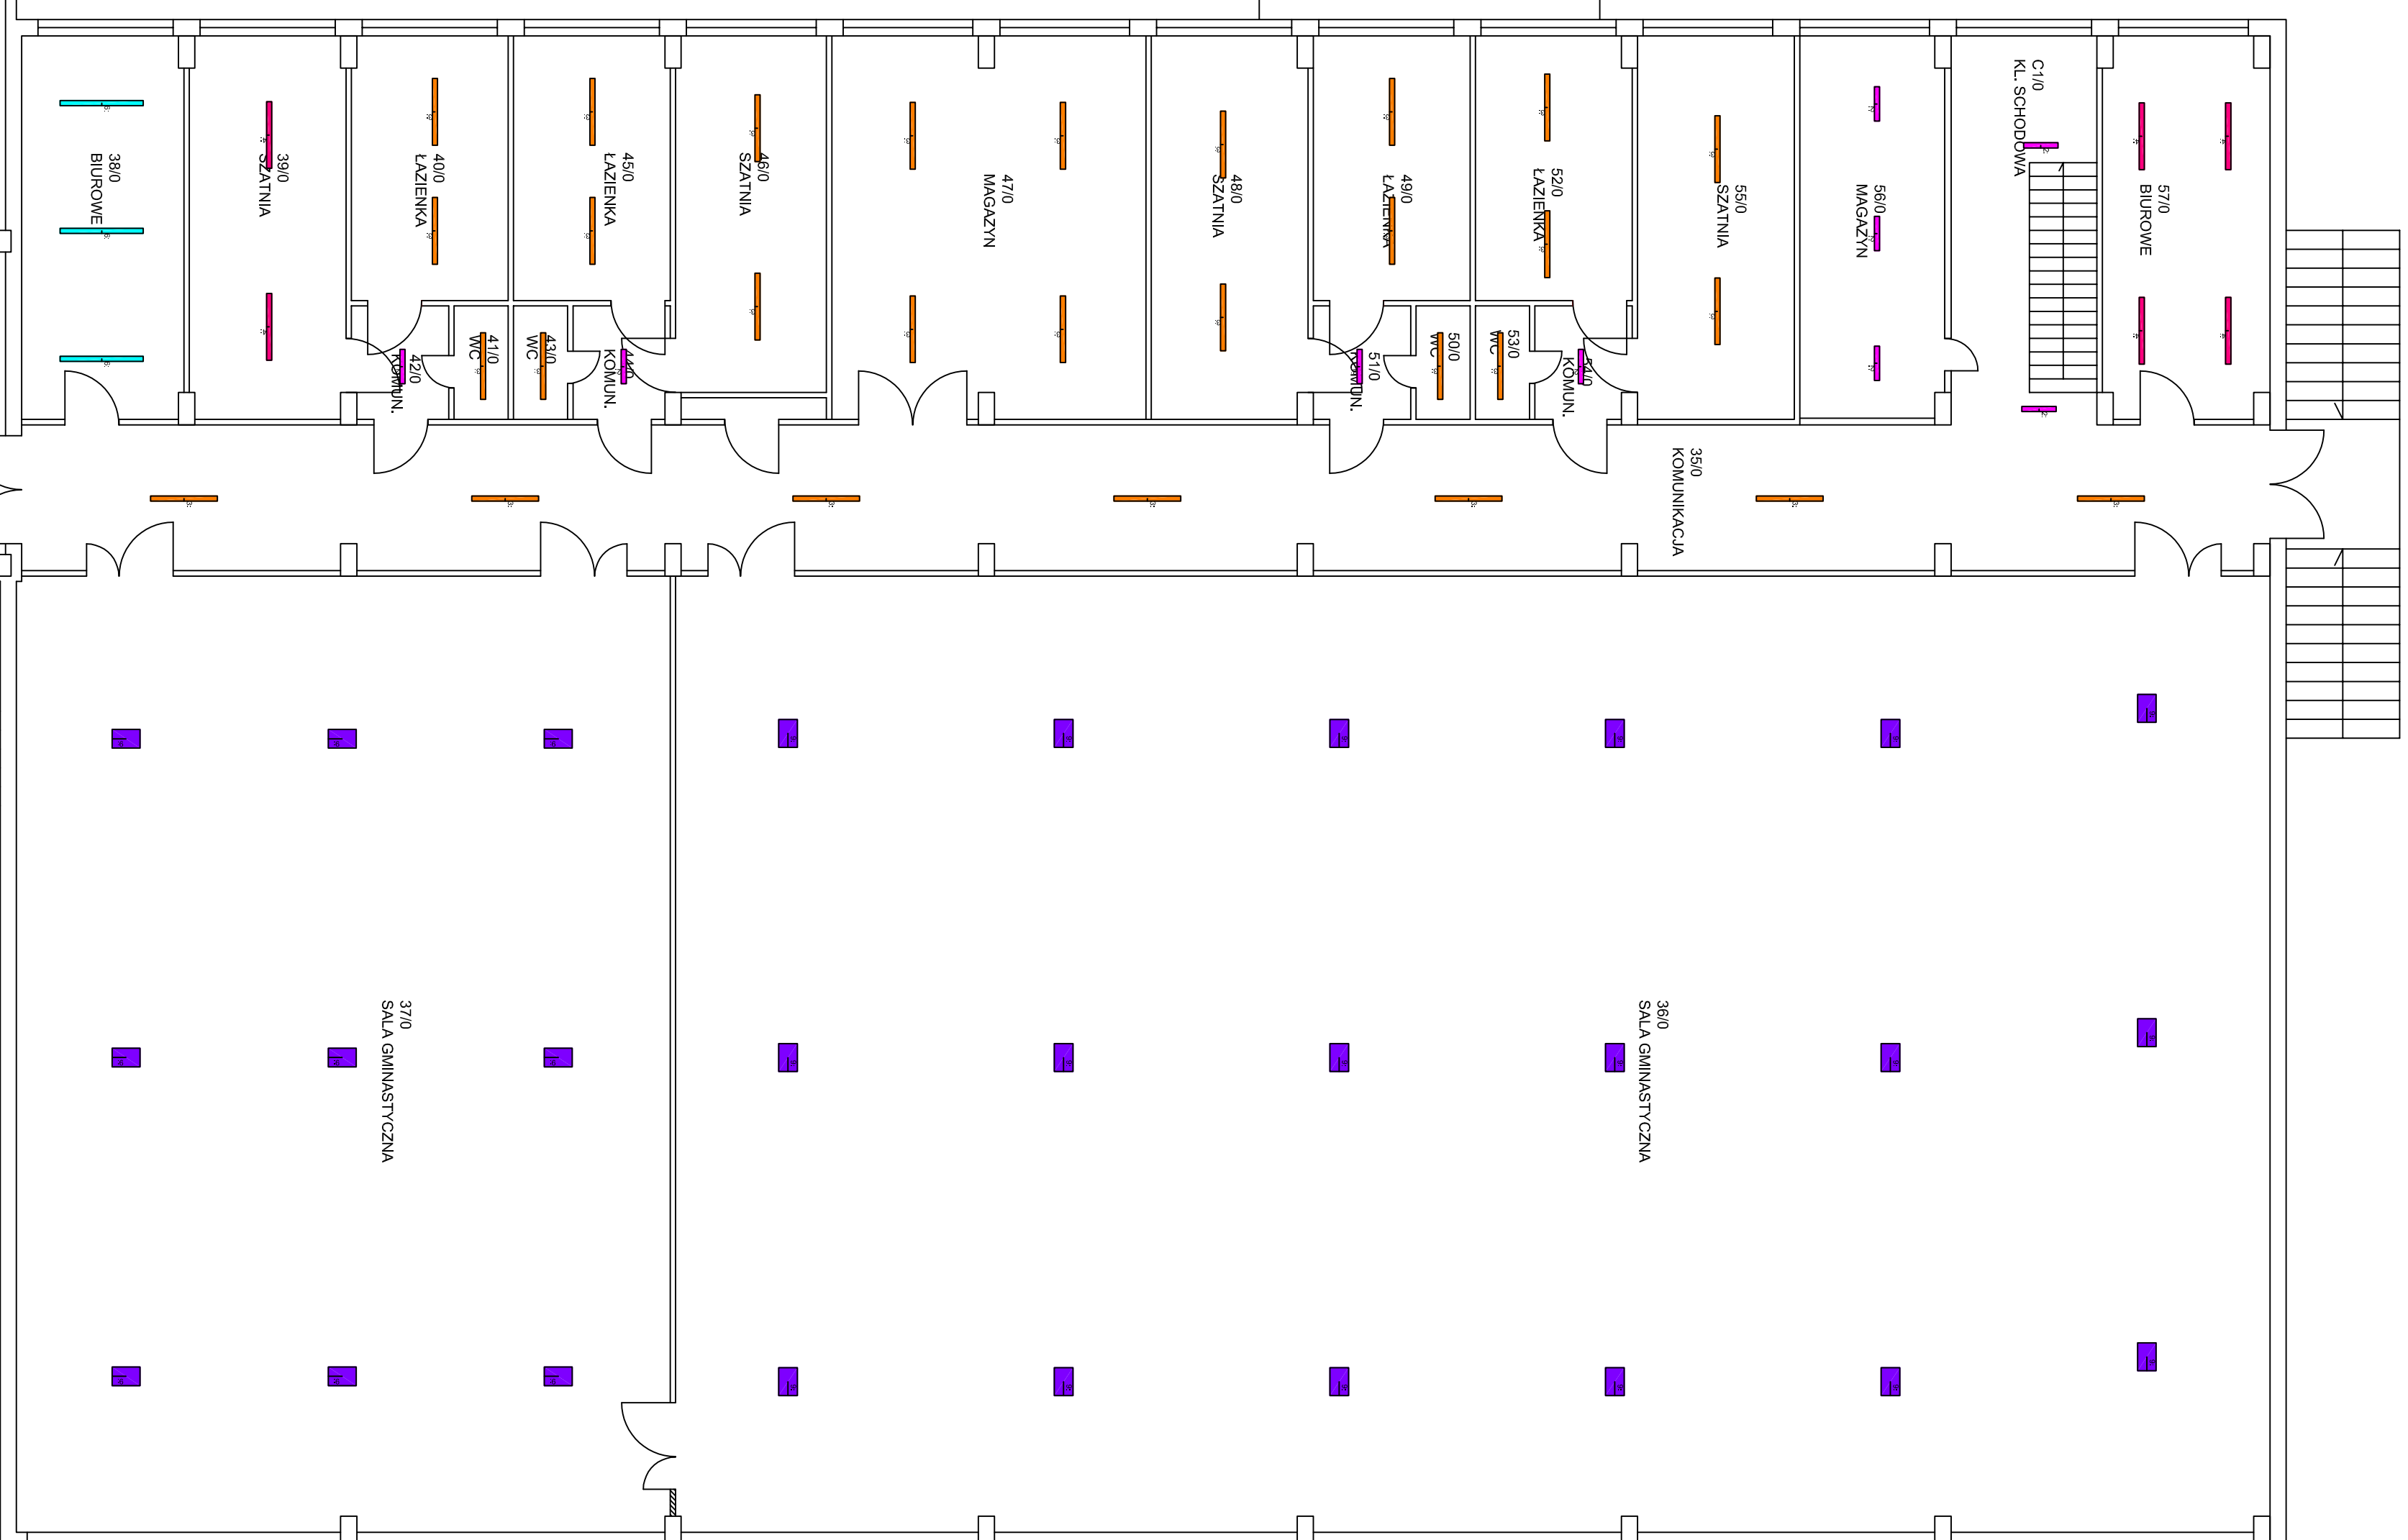 38/0
BIUROWE
39/0
SZATNIA
40/0
ŁAZIENKA
45/0
ŁAZIENKA
46/0
SZATNIA
47/0
MAGAZYN
48/0
SZATNIA
49/0
ŁAZIENKA
52/0
ŁAZIENKA
55/0
SZATNIA
56/0
MAGAZYN
C1/0
KL. SCHODOWA
57/0
BIUROWE
42/0
KOMUN.
41/0
WC
43/0
WC
44/0
KOMUN.
51/0
KOMUN.
50/0
WC
53/0
WC
54/0
KOMUN.
35/0
KOMUNIKACJA
37/0
SALA GMINASTYCZNA
36/0
SALA GMINASTYCZNA